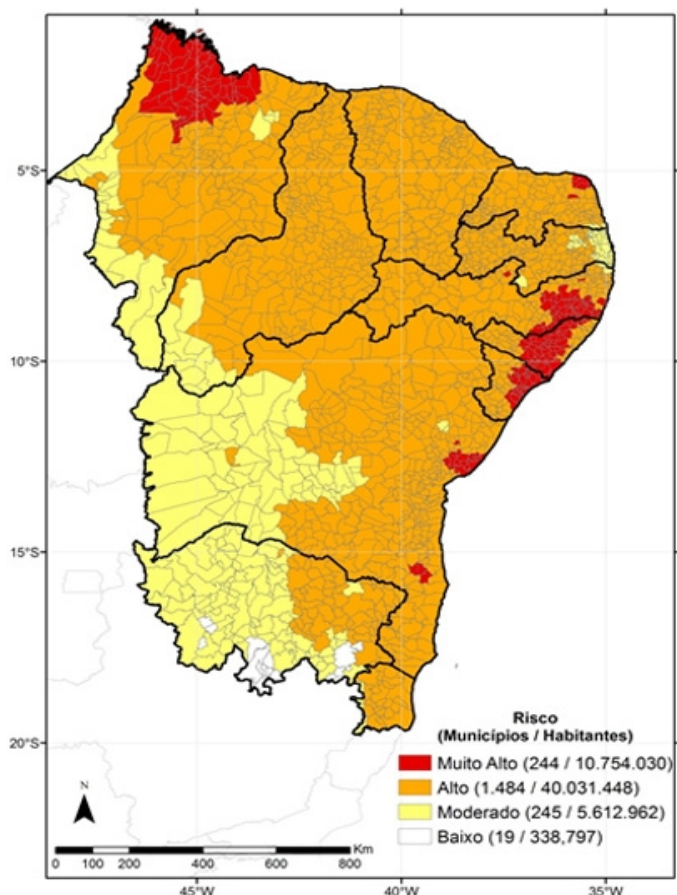 5°S
10°S
15°S
20°S
Risco
(Municípios / Habitantes)
Muito Alto (244 / 10.754.030)
Alto (1.484 / 40.031.448)
Moderado (245 / 5.612.962)
Baixo (19 / 338,797)
N
Km
0 100 200 400 600 800
45°W 40°W 35°W